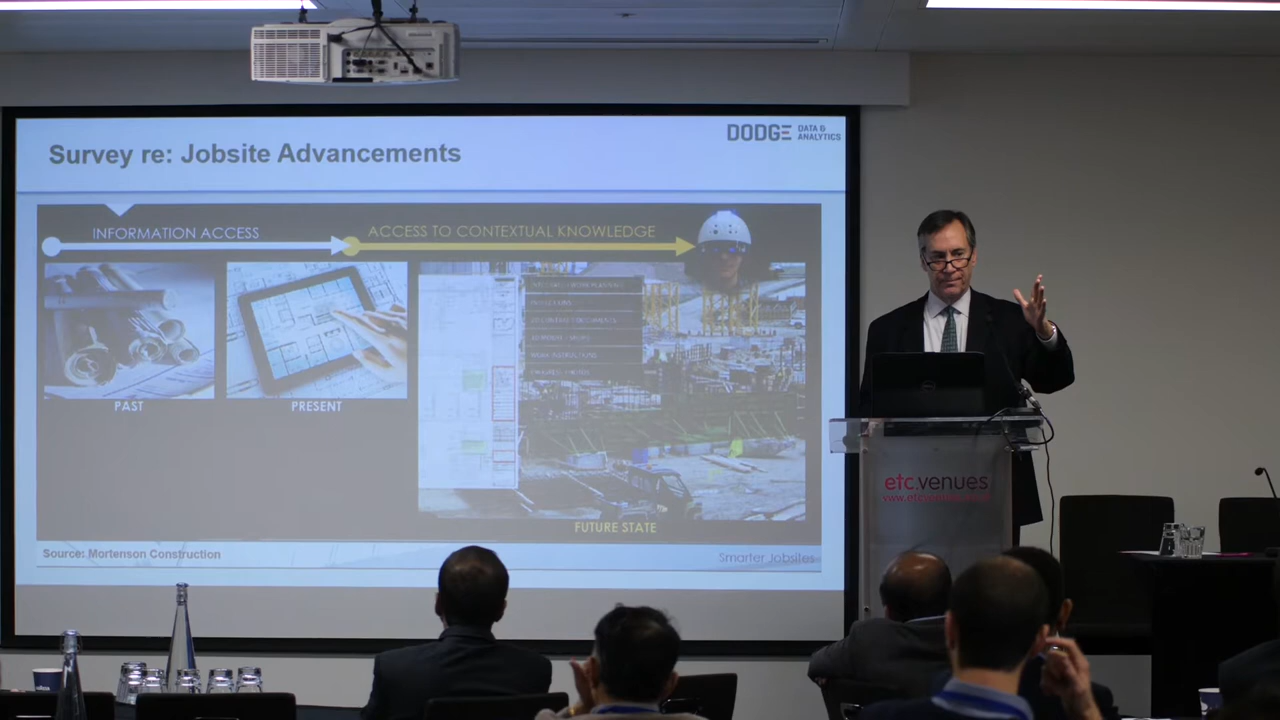 DODGE DATA & ANALYTICS
Survey re: Jobsite Advancements
INFORMATION ACCESS
ACCESS TO CONTEXTUAL KNOWLEDGE
PAST
PRESENT
FUTURE STATE
Source: Mortenson Construction
Smarter Jobsites
etc.venues